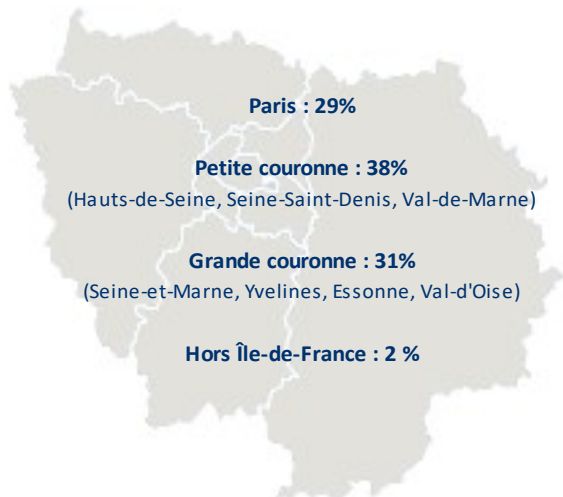 Paris : 29%
Petite couronne : 38%
(Hauts-de-Seine, Seine-Saint-Denis, Val-de-Marne)
Grande couronne : 31%
(Seine-et-Marne, Yvelines, Essonne, Val-d'Oise)
Hors Île-de-France : 2 %